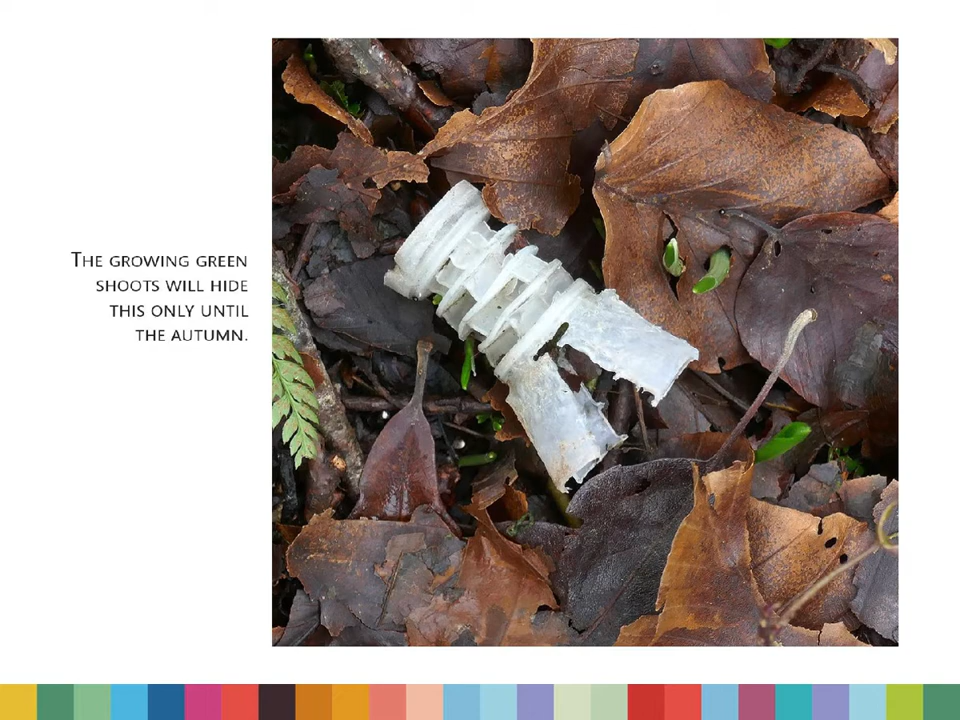 The growing green
shoots will hide
this only until
the autumn.